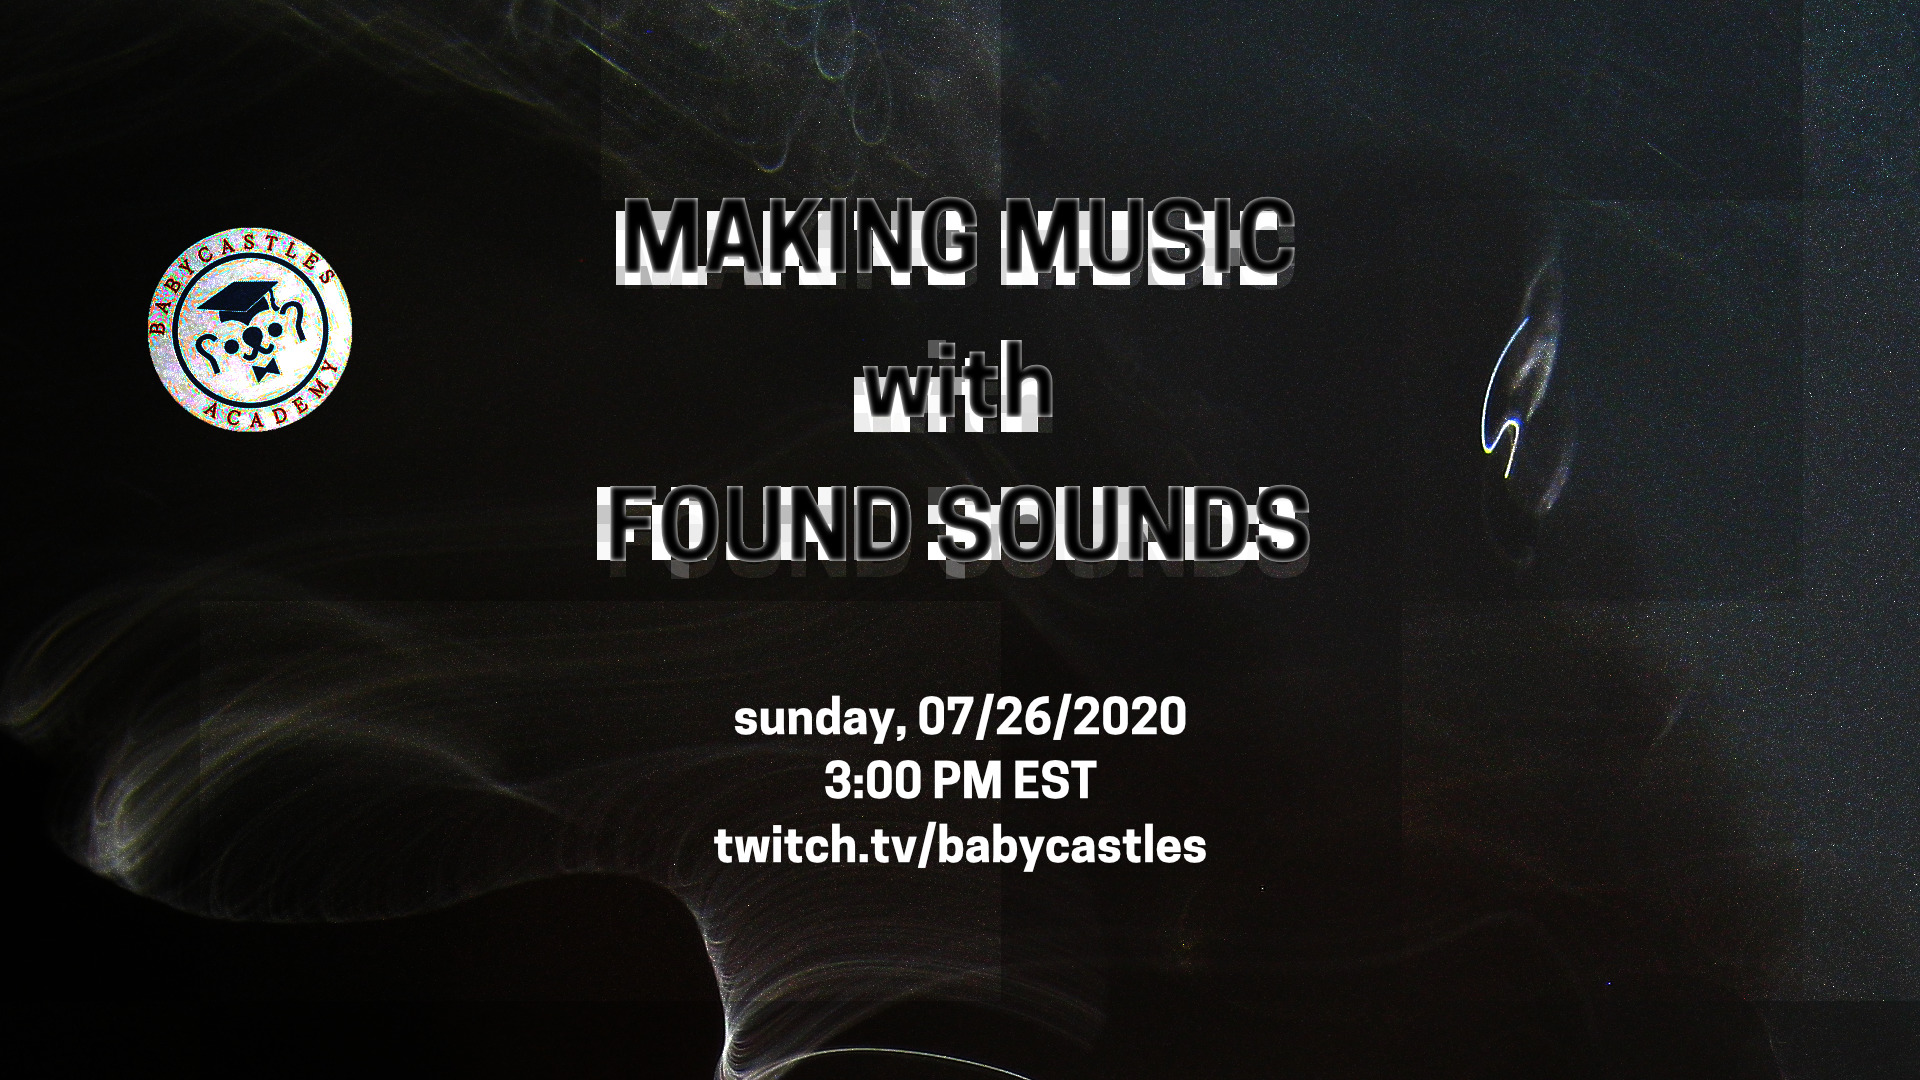 BABYCASTLES
ACADEMY
MAKING MUSIC
with
FOUND SOUNDS
sunday, 07/26/2020
3:00 PM EST
twitch.tv/babycastles